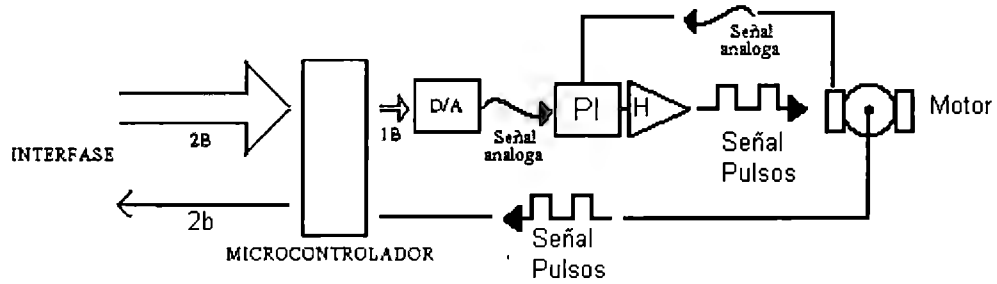 Señal
analoga
D/A
PI
H
Motor
2B
1B
Señal
analoga
Señal
Pulsos
INTERFASE
2b
MICROCONTROLADOR
Señal
Pulsos